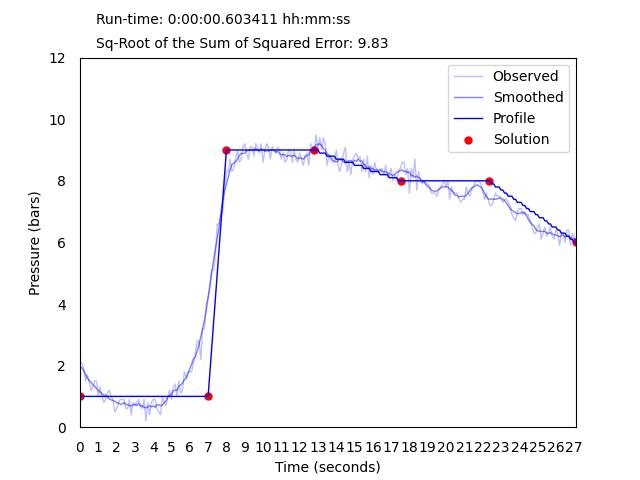 Run-time: 0:00:00.603411 hh:mm:ss
Sq-Root of the Sum of Squared Error: 9.83
12
10
8
6
4
2
0
Pressure (bars)
Observed
Smoothed
Profile
Solution
0 1 2 3 4 5 6 7 8 9 10 11 12 13 14 15 16 17 18 19 20 21 22 23 24 25 26 27
Time (seconds)